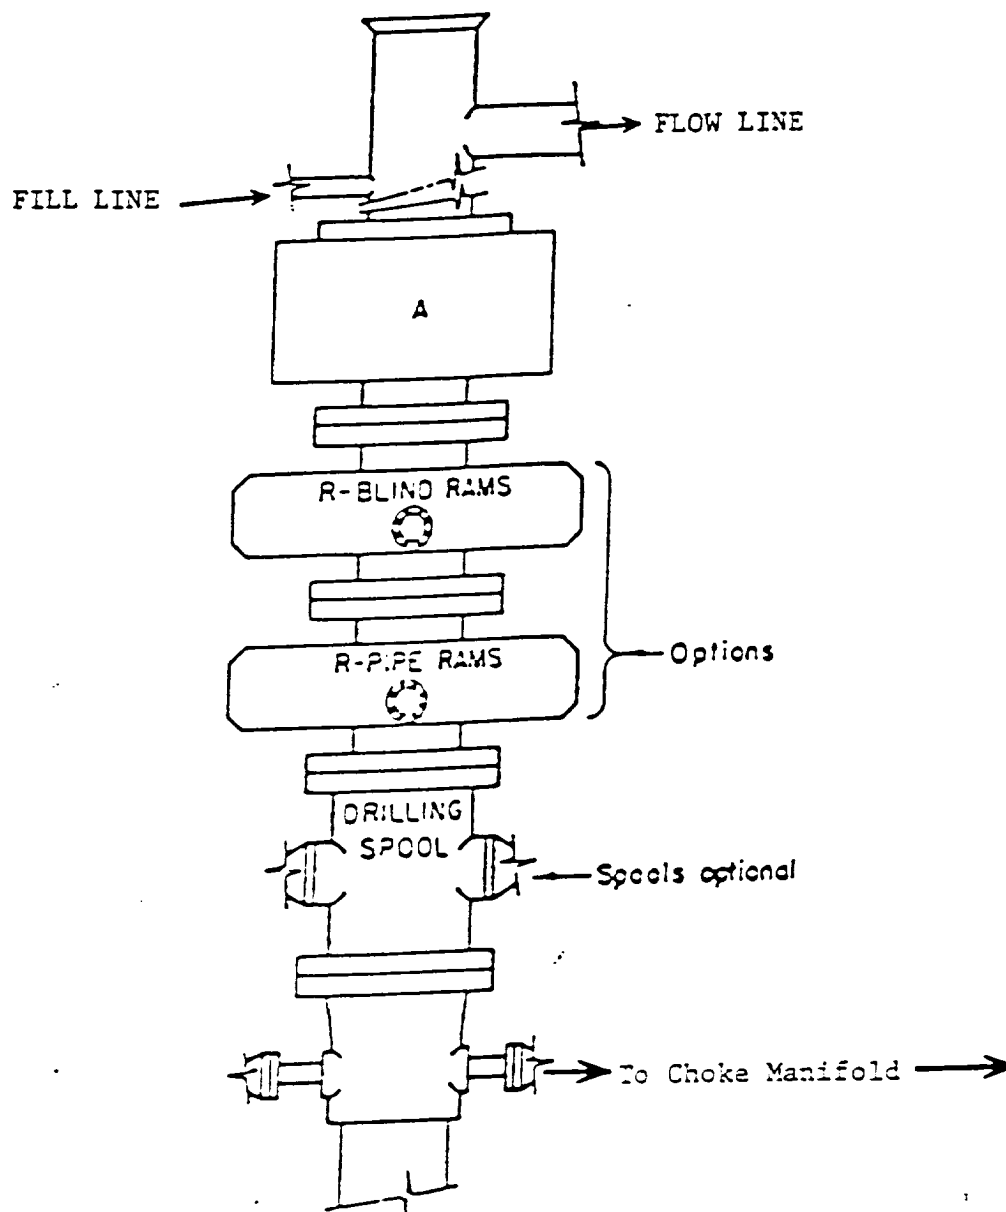 FLOW LINE
FILL LINE
A
R-BLIND RAMS
R-PIPE RAMS
Options
DRILLING
SPOOL
Spools optional
To Choke Manifold